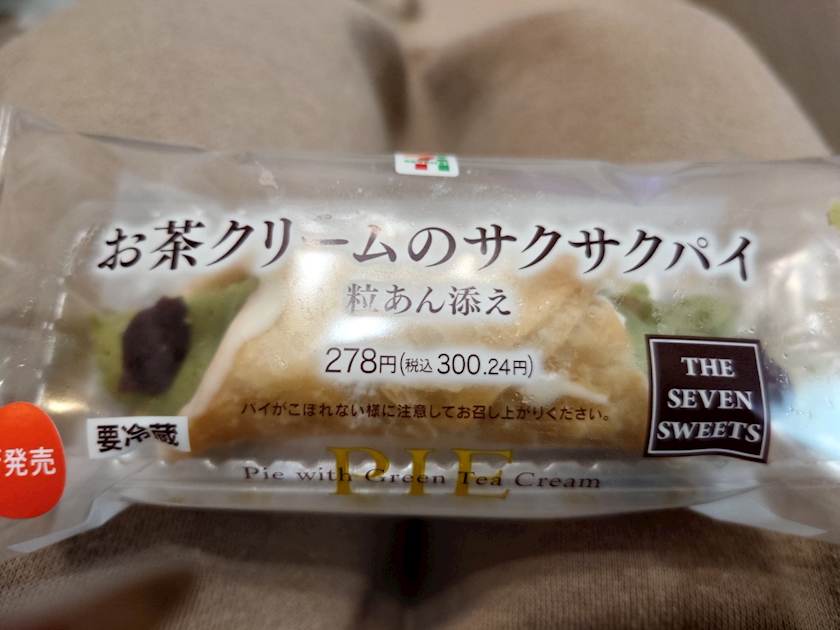 お茶クリームのサクサクパイ
粒あん添え
278円(税込300.24円)
パイがこぼれない様に注意してお召し上がりください。
THE
SEVEN
SWEETS
要冷蔵
発売
PIE
Pie with Green Tea Cream